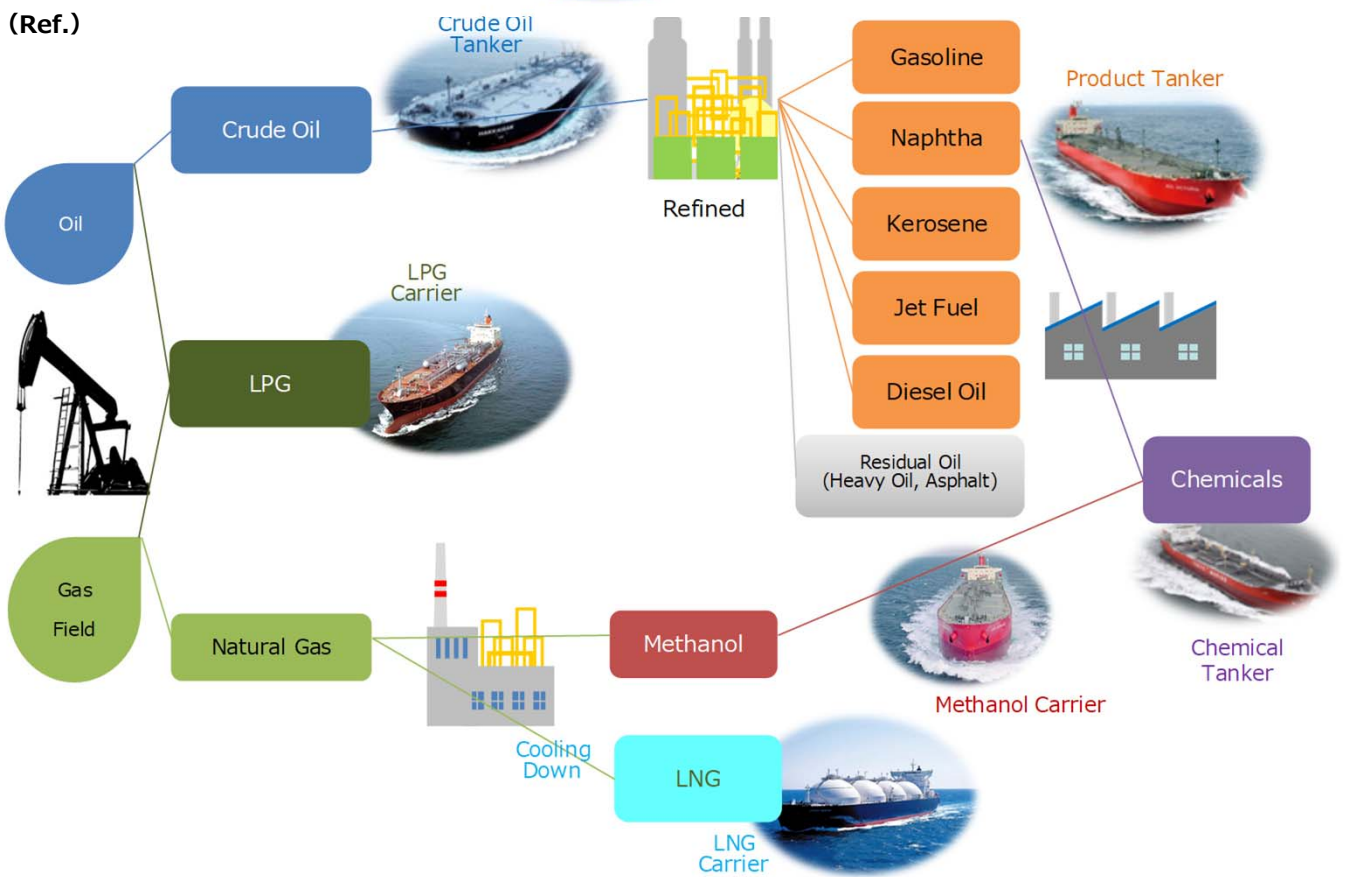 (Ref.)
Crude Oil
Tanker
Crude Oil
Oil
Refined
Gasoline
Naphtha
Kerosene
Jet Fuel
Diesel Oil
Residual Oil
(Heavy Oil, Asphalt)
Product Tanker
LPG
Carrier
LPG
Chemicals
Chemical
Tanker
Gas
Field
Natural Gas
Methanol
Methanol Carrier
Cooling
Down
LNG
LNG
Carrier